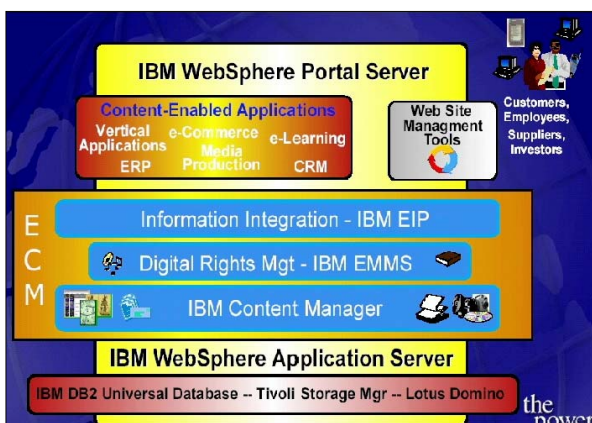 IBM WebSphere Portal Server
Content-Enabled Applications
Vertical Applications
e-Commerce
Media Production
e-Learning
ERP
CRM
Web Site
Managment
Tools
Customers,
Employees,
Suppliers,
Investors
ECM
Information Integration - IBM EIP
Digital Rights Mgt - IBM EMMS
IBM Content Manager
IBM WebSphere Application Server
IBM DB2 Universal Database -- Tivoli Storage Mgr -- Lotus Domino
the
power